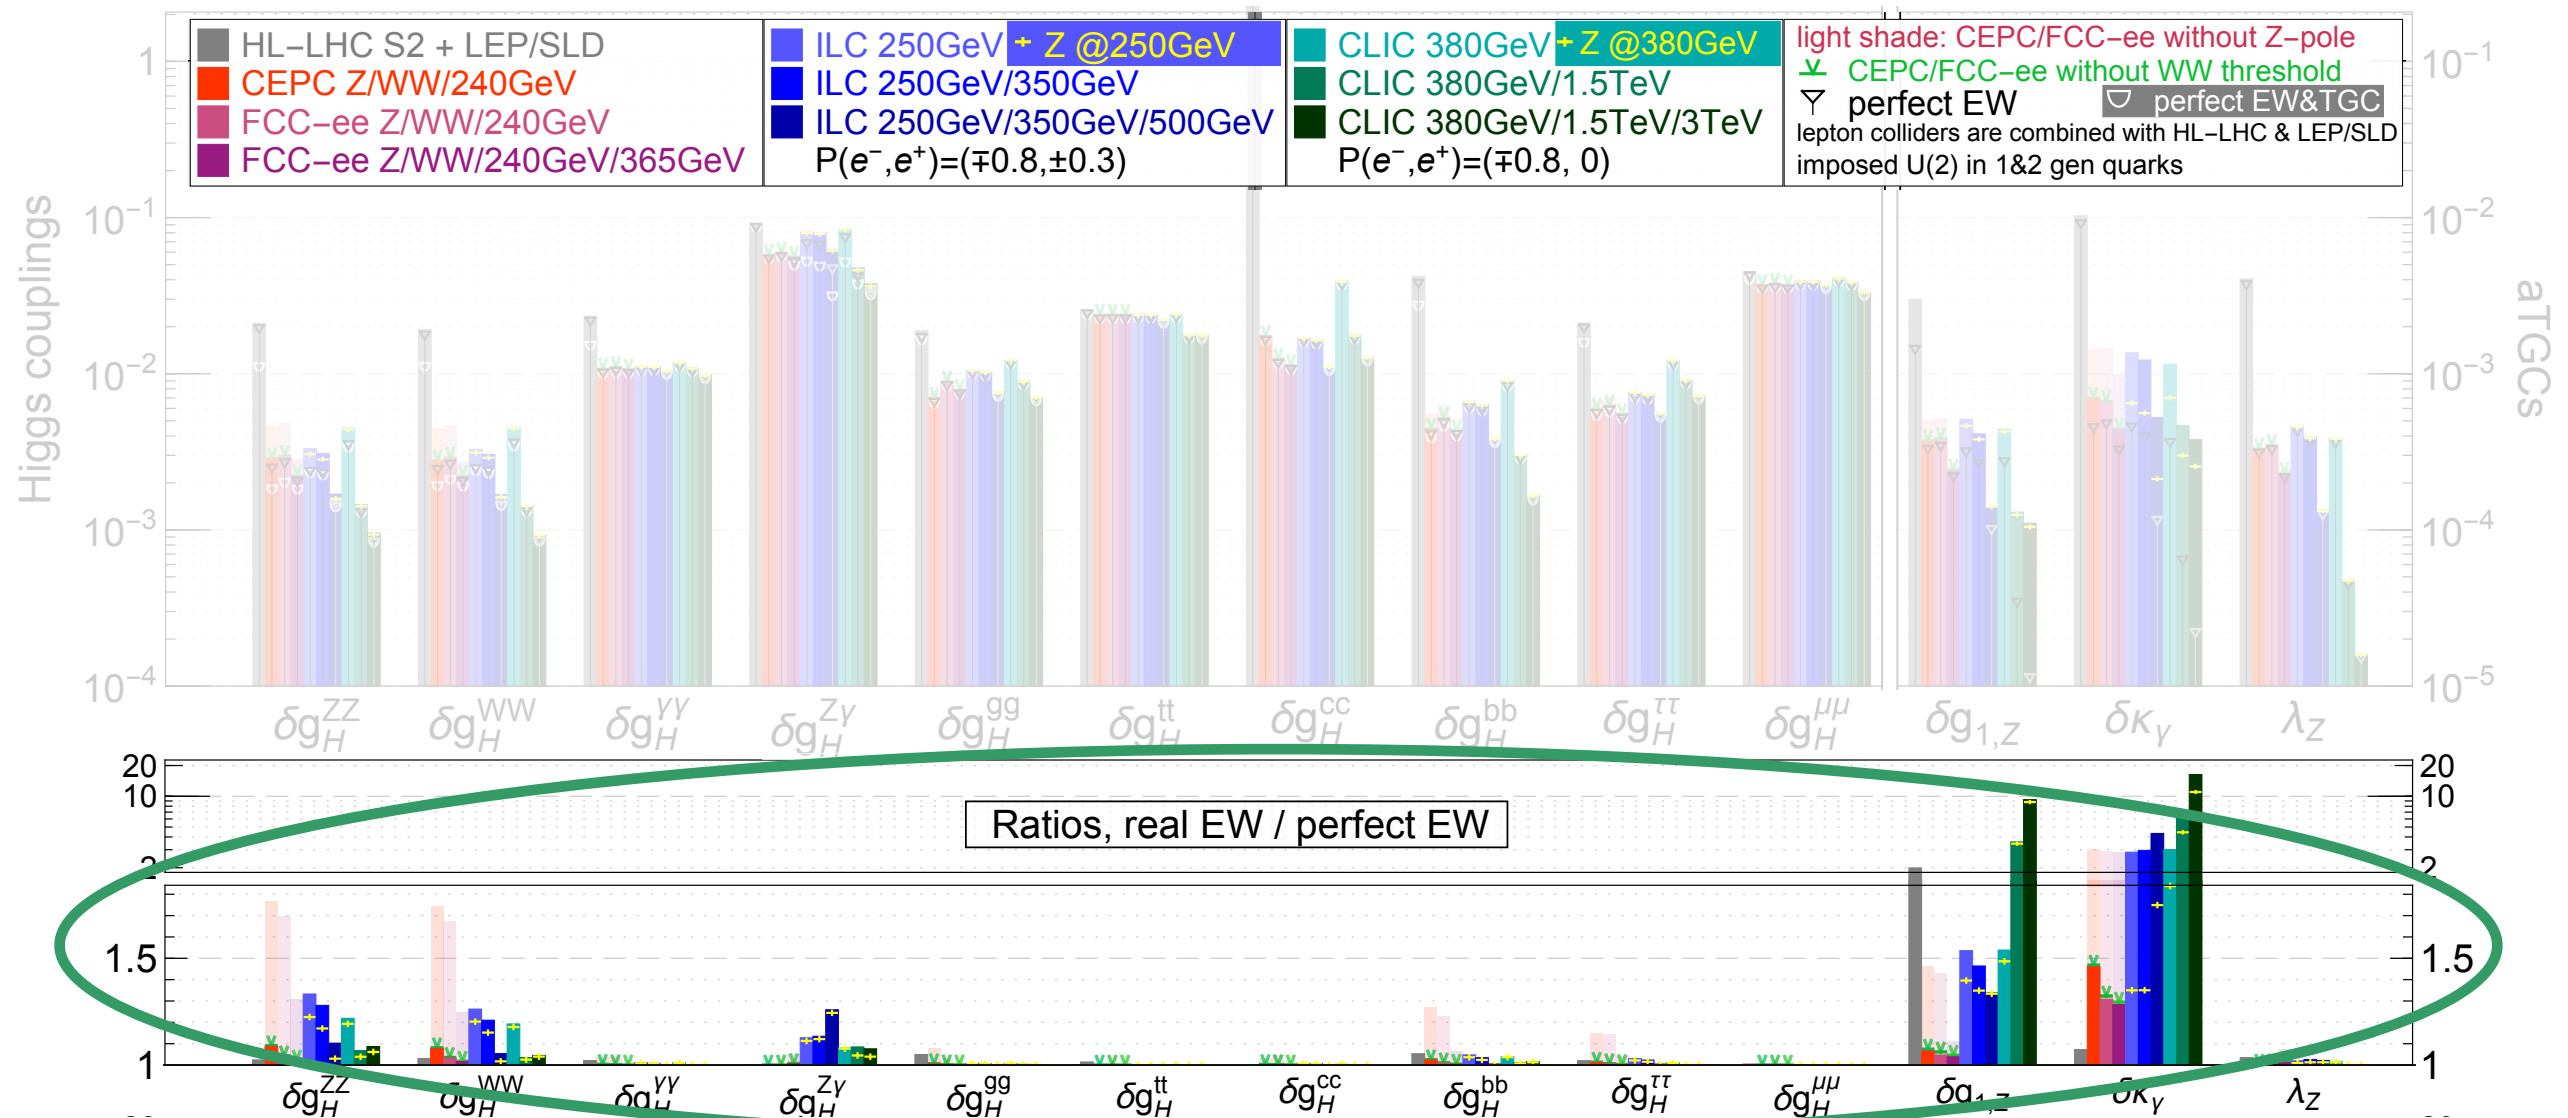 HL–LHC S2 + LEP/SLD
CEPC Z/WW/240GeV
FCC–ee Z/WW/240GeV
FCC–ee Z/WW/240GeV/365GeV
ILC 250GeV + Z @250GeV
ILC 250GeV/350GeV
ILC 250GeV/350GeV/500GeV
P(e⁻,e⁺)=(∓0.8,±0.3)
CLIC 380GeV + Z @380GeV
CLIC 380GeV/1.5TeV
CLIC 380GeV/1.5TeV/3TeV
P(e⁻,e⁺)=(∓0.8, 0)
light shade: CEPC/FCC–ee without Z–pole
CEPC/FCC–ee without WW threshold
perfect EW perfect EW&TGC
lepton colliders are combined with HL–LHC & LEP/SLD
imposed U(2) in 1&2 gen quarks
Higgs couplings
1
10⁻¹
10⁻²
10⁻³
10⁻⁴
aTGCs
10⁻¹
10⁻²
10⁻³
10⁻⁴
10⁻⁵
δg_H^ZZ δg_H^WW δg_H^γγ δg_H^Zγ δg_H^gg δg_H^tt δg_H^cc δg_H^bb δg_H^ττ δg_H^μμ δg_1,Z δκ_γ λ_Z
Ratios, real EW / perfect EW
20
10
2
1.5
1
20
10
2
1.5
1
δg_H^ZZ δg_H^WW δg_H^γγ δg_H^Zγ δg_H^gg δg_H^tt δg_H^cc δg_H^bb δg_H^ττ δg_H^μμ δg_1,Z δκ_γ λ_Z